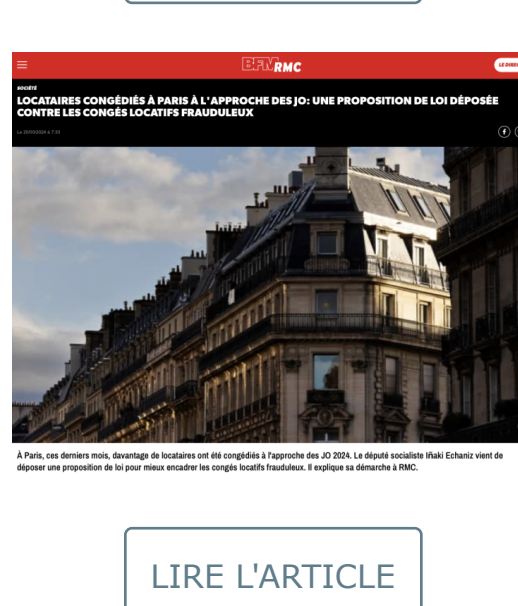 BFM RMC
LE DIREC
SOCIÉTÉ
LOCATAIRES CONGÉDIÉS À PARIS À L'APPROCHE DES JO: UNE PROPOSITION DE LOI DÉPOSÉE
CONTRE LES CONGÉS LOCATIFS FRAUDULEUX
À Paris, ces derniers mois, davantage de locataires ont été congédiés à l'approche des JO 2024. Le député socialiste Iñaki Echaniz vient de
déposer une proposition de loi pour mieux encadrer les congés locatifs frauduleux. Il explique sa démarche à RMC.
LIRE L'ARTICLE